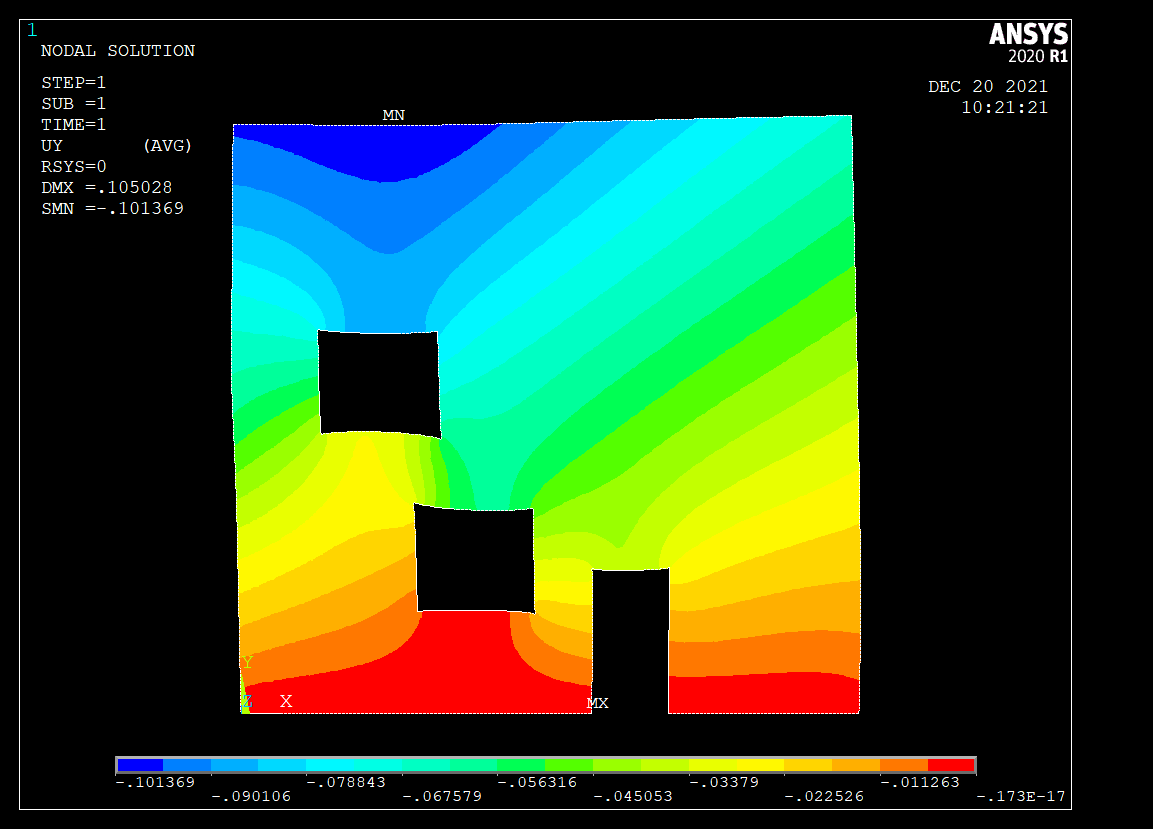 1
ANSYS
2020 R1
NODAL SOLUTION
STEP=1
SUB =1
TIME=1
UY (AVG)
RSYS=0
DMX =.105028
SMN =-.101369
DEC 20 2021
10:21:21
MN
Y
Z X
MX
-.101369 -.078843 -.056316 -.03379 -.011263
-.090106 -.067579 -.045053 -.022526 -.173E-17